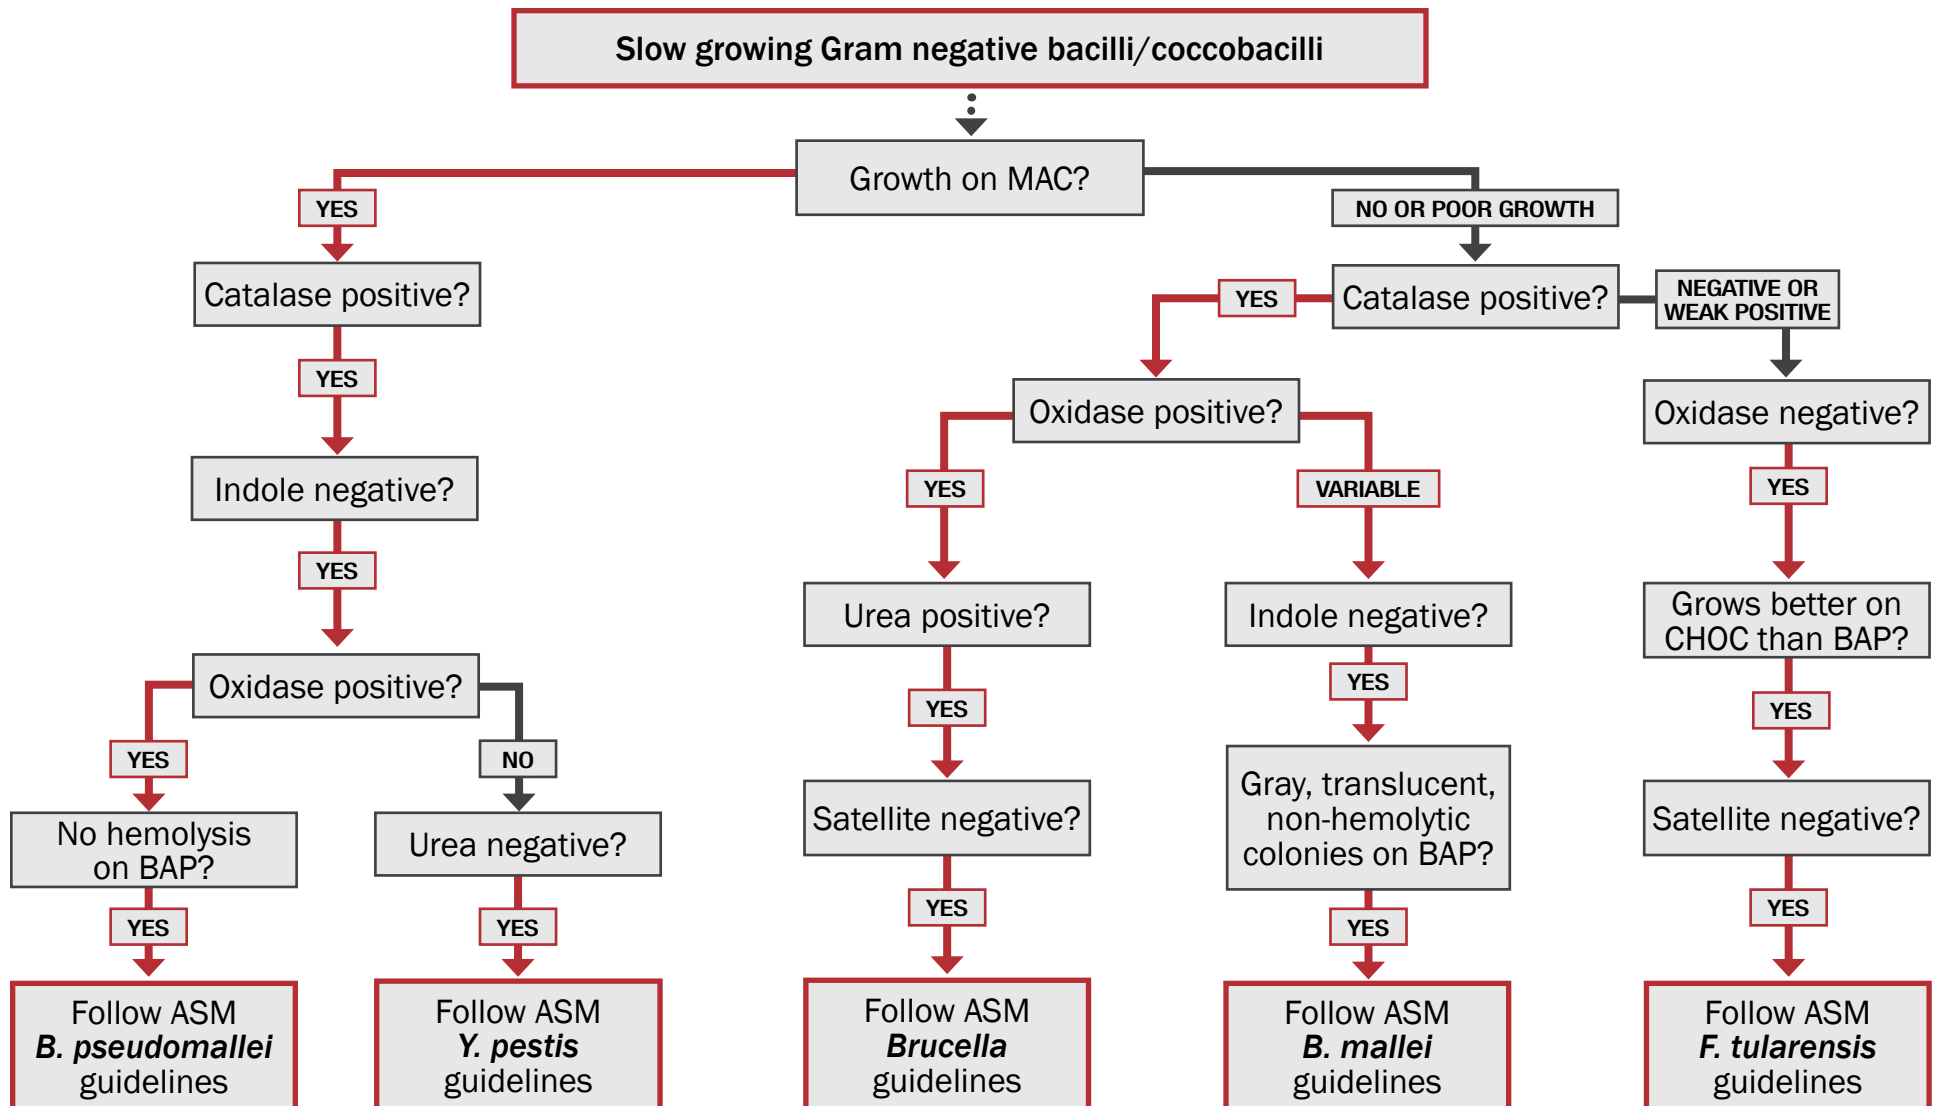 Slow growing Gram negative bacilli/coccobacilli
Growth on MAC?
YES
NO OR POOR GROWTH
Catalase positive?
YES
Catalase positive?
NEGATIVE OR
WEAK POSITIVE
YES
Oxidase positive?
Oxidase negative?
Indole negative?
YES
VARIABLE
YES
YES
Urea positive?
Indole negative?
Grows better on
CHOC than BAP?
Oxidase positive?
YES
YES
YES
YES
NO
No hemolysis
on BAP?
Urea negative?
Satellite negative?
Gray, translucent,
non-hemolytic
colonies on BAP?
Satellite negative?
YES
YES
YES
YES
YES
Follow ASM
B. pseudomallei
guidelines
Follow ASM
Y. pestis
guidelines
Follow ASM
Brucella
guidelines
Follow ASM
B. mallei
guidelines
Follow ASM
F. tularensis
guidelines